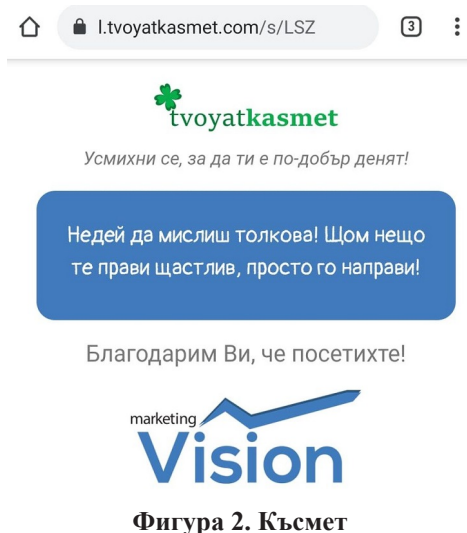 l.tvoyatkasmet.com/s/LSZ
3
tvoyatkasmet
Усмихни се, за да ти е по-добър денят!
Недей да мислиш толкова! Щом нещо
те прави щастлив, просто го направи!
Благодарим Ви, че посетихте!
marketing
Vision
Фигура 2. Късмет